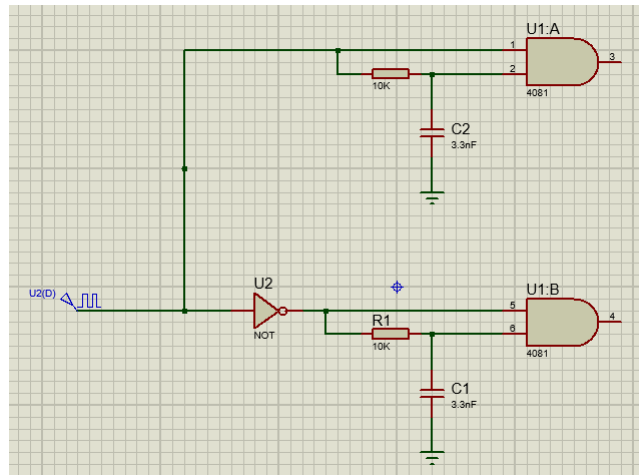 U1:A
1
3
2
10K
4081
C2
3.3nF
U2(D)
U2
U1:B
5
R1
4
6
NOT
10K
4081
C1
3.3nF